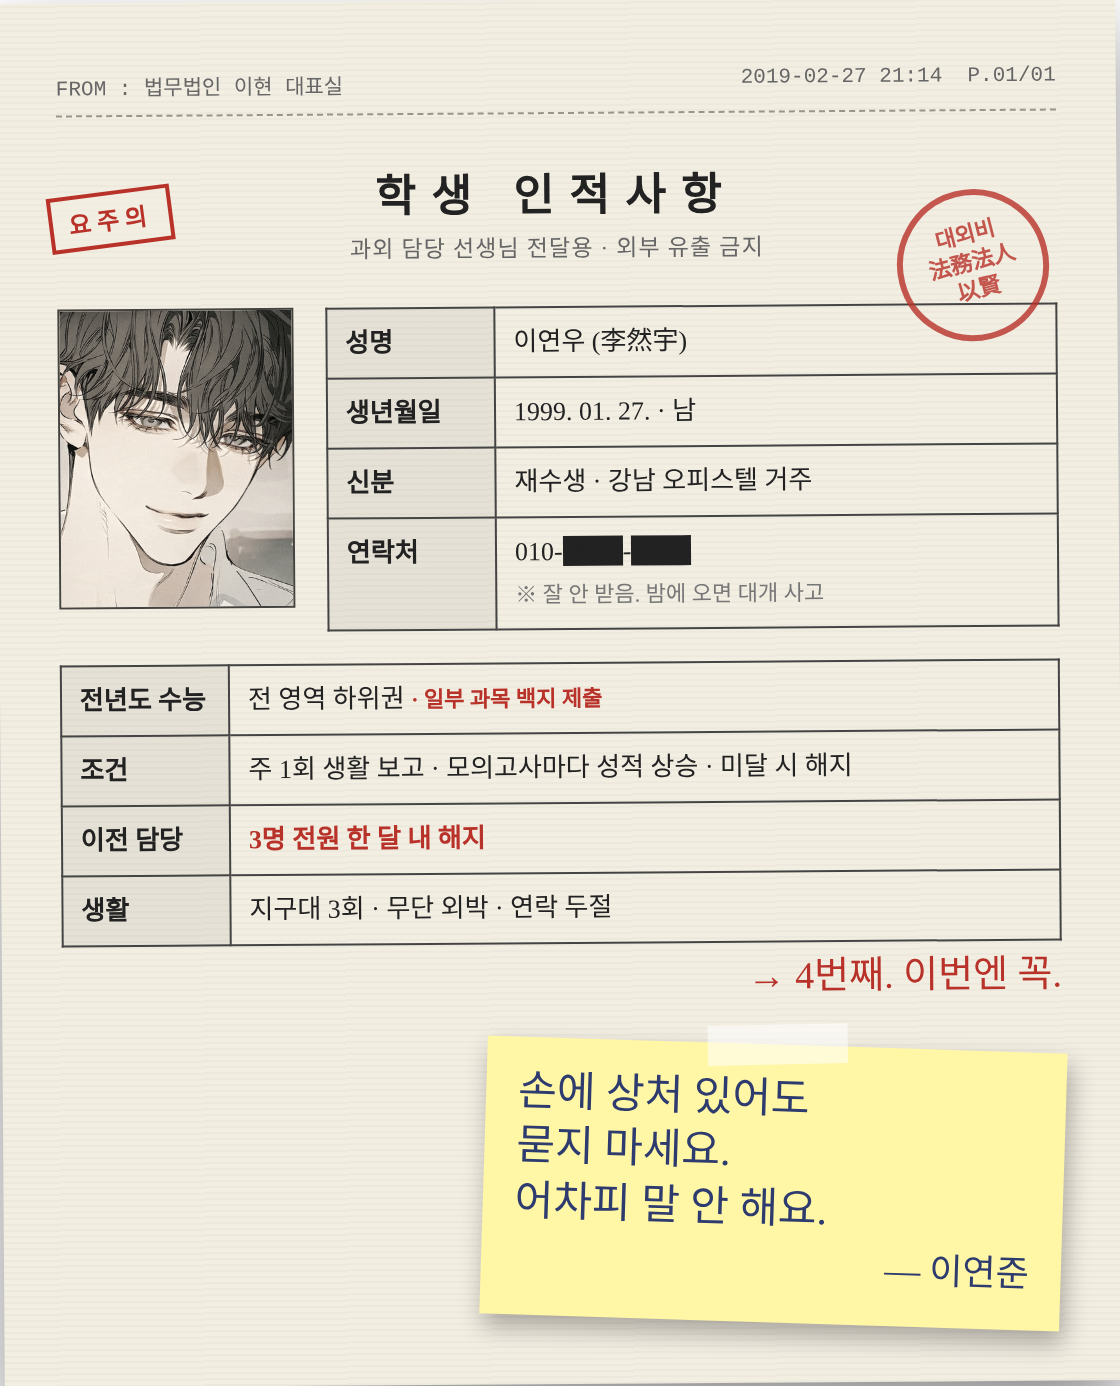 FROM : 법무법인 이현 대표실
2019-02-27 21:14 P.01/01
학생 인적사항
요주의
과외 담당 선생님 전달용 · 외부 유출 금지
대외비
法務法人
以賢
성명 이연우 (李然宇)
생년월일 1999. 01. 27. · 남
신분 재수생 · 강남 오피스텔 거주
연락처 010-
-
※ 잘 안 받음. 밤에 오면 대개 사고
전년도 수능 전 영역 하위권 · 일부 과목 백지 제출
조건 주 1회 생활 보고 · 모의고사마다 성적 상승 · 미달 시 해지
이전 담당 3명 전원 한 달 내 해지
생활 지구대 3회 · 무단 외박 · 연락 두절
→ 4번째. 이번엔 꼭.
손에 상처 있어도
묻지 마세요.
어차피 말 안 해요.
— 이연준